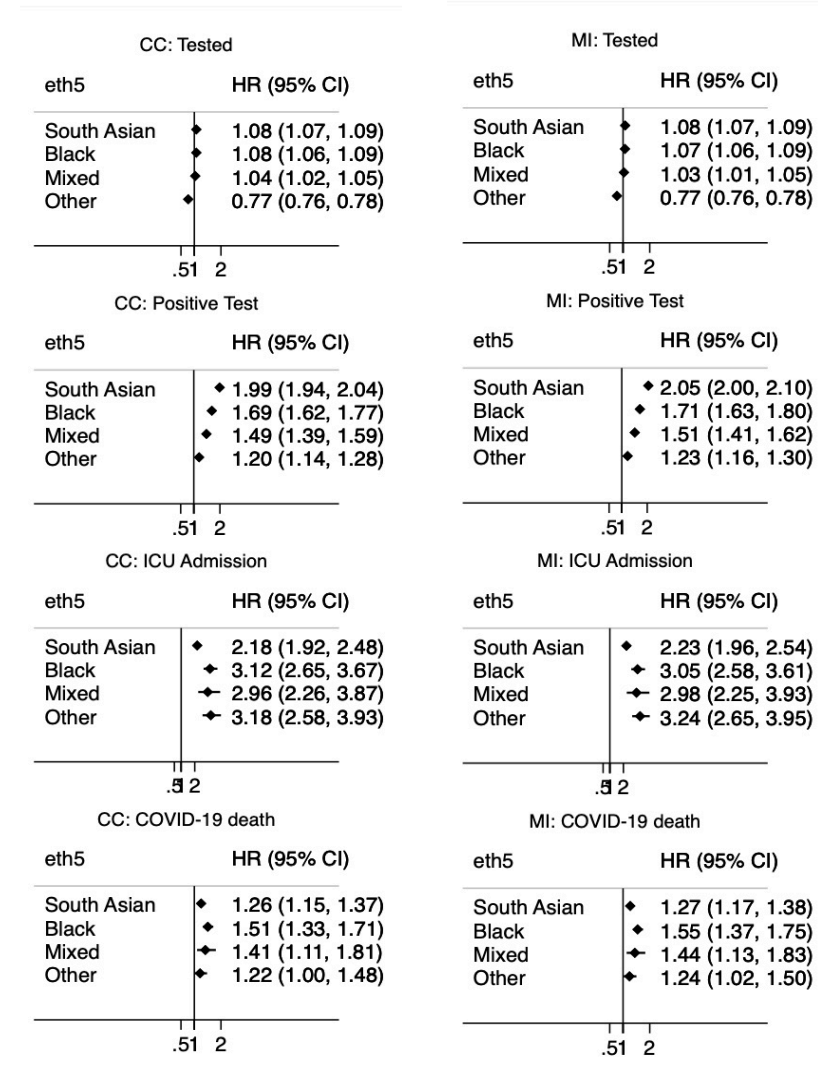 CC: Tested
eth5 HR (95% CI)
South Asian 1.08 (1.07, 1.09)
Black 1.08 (1.06, 1.09)
Mixed 1.04 (1.02, 1.05)
Other 0.77 (0.76, 0.78)
.51 2
CC: Positive Test
eth5 HR (95% CI)
South Asian 1.99 (1.94, 2.04)
Black 1.69 (1.62, 1.77)
Mixed 1.49 (1.39, 1.59)
Other 1.20 (1.14, 1.28)
.51 2
CC: ICU Admission
eth5 HR (95% CI)
South Asian 2.18 (1.92, 2.48)
Black 3.12 (2.65, 3.67)
Mixed 2.96 (2.26, 3.87)
Other 3.18 (2.58, 3.93)
.51 2
CC: COVID-19 death
eth5 HR (95% CI)
South Asian 1.26 (1.15, 1.37)
Black 1.51 (1.33, 1.71)
Mixed 1.41 (1.11, 1.81)
Other 1.22 (1.00, 1.48)
.51 2
MI: Tested
eth5 HR (95% CI)
South Asian 1.08 (1.07, 1.09)
Black 1.07 (1.06, 1.09)
Mixed 1.03 (1.01, 1.05)
Other 0.77 (0.76, 0.78)
.51 2
MI: Positive Test
eth5 HR (95% CI)
South Asian 2.05 (2.00, 2.10)
Black 1.71 (1.63, 1.80)
Mixed 1.51 (1.41, 1.62)
Other 1.23 (1.16, 1.30)
.51 2
MI: ICU Admission
eth5 HR (95% CI)
South Asian 2.23 (1.96, 2.54)
Black 3.05 (2.58, 3.61)
Mixed 2.98 (2.25, 3.93)
Other 3.24 (2.65, 3.95)
.51 2
MI: COVID-19 death
eth5 HR (95% CI)
South Asian 1.27 (1.17, 1.38)
Black 1.55 (1.37, 1.75)
Mixed 1.44 (1.13, 1.83)
Other 1.24 (1.02, 1.50)
.51 2